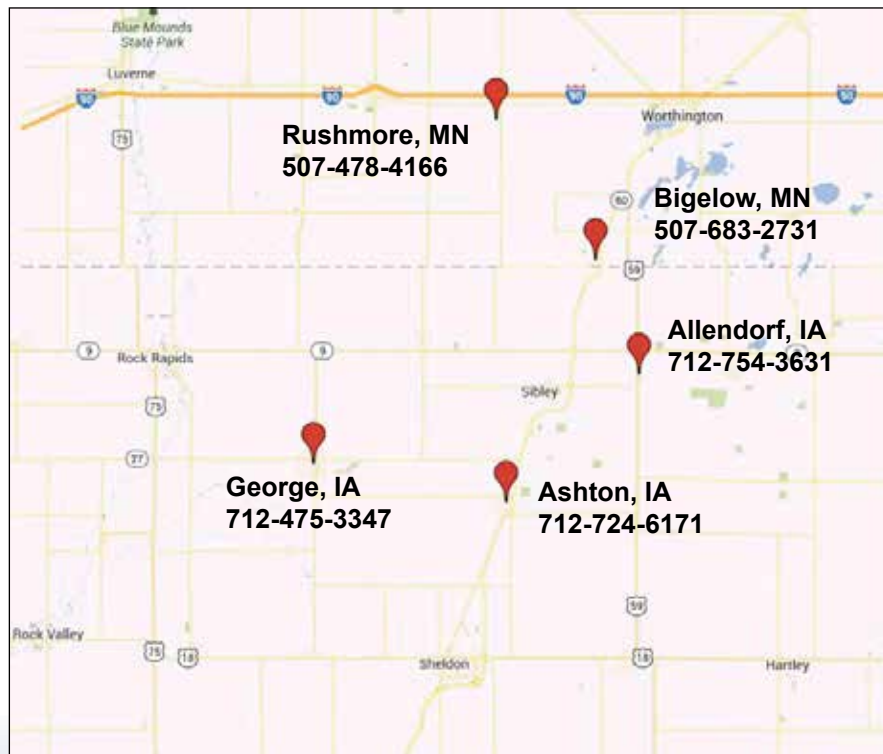 Blue Mounds
State Park
Luverne
90
90
90
90
Worthington
Rushmore, MN
507-478-4166
75
60
Bigelow, MN
507-683-2731
59
Allendorf, IA
712-754-3631
9
Rock Rapids
9
Sibley
75
27
George, IA
712-475-3347
Ashton, IA
712-724-6171
59
Rock Valley
75
18
Sheldon
18
Hartley